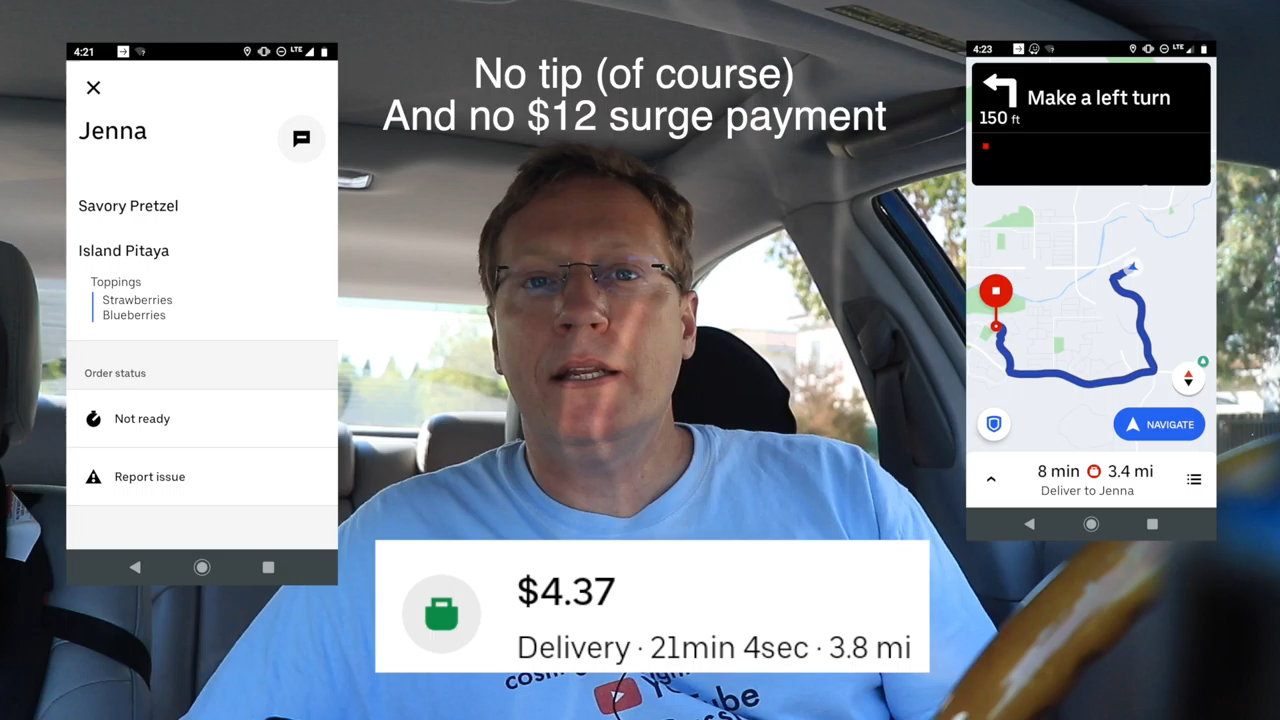 No tip (of course)
And no $12 surge payment
4:21
LTE
Jenna
Savory Pretzel
Island Pitaya
Toppings
Strawberries
Blueberries
Order status
Not ready
Report issue
4:23
LTE
Make a left turn
150 ft
NAVIGATE
8 min 3.4 mi
Deliver to Jenna
$4.37
Delivery · 21min 4sec · 3.8 mi